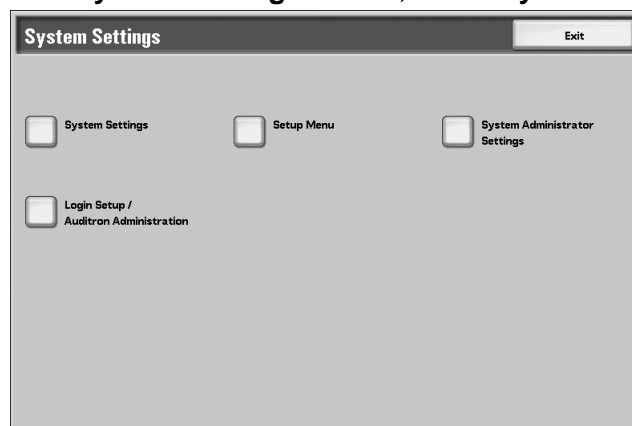 System Settings
Exit
System Settings
Setup Menu
System Administrator
Settings
Login Setup /
Auditron Administration